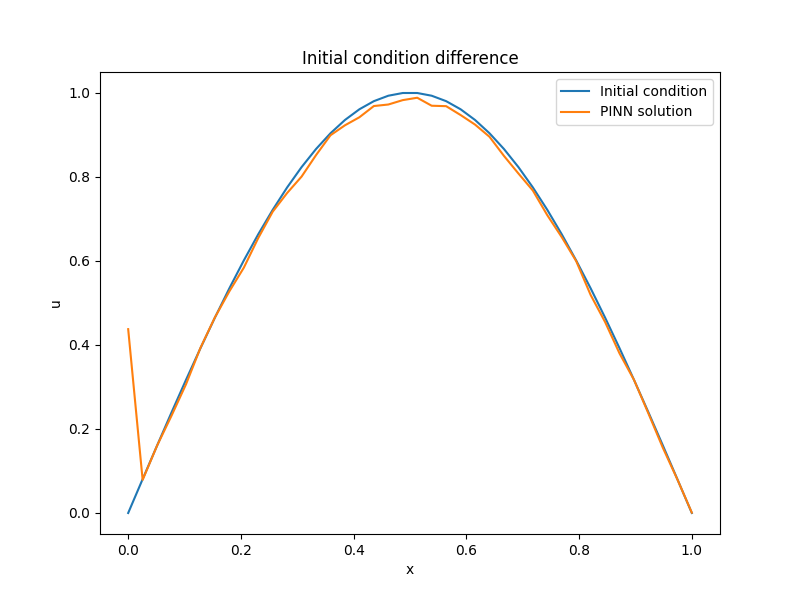 Initial condition difference
Initial condition
PINN solution
1.0
0.8
0.6
0.4
0.2
0.0
u
0.0 0.2 0.4 0.6 0.8 1.0
x